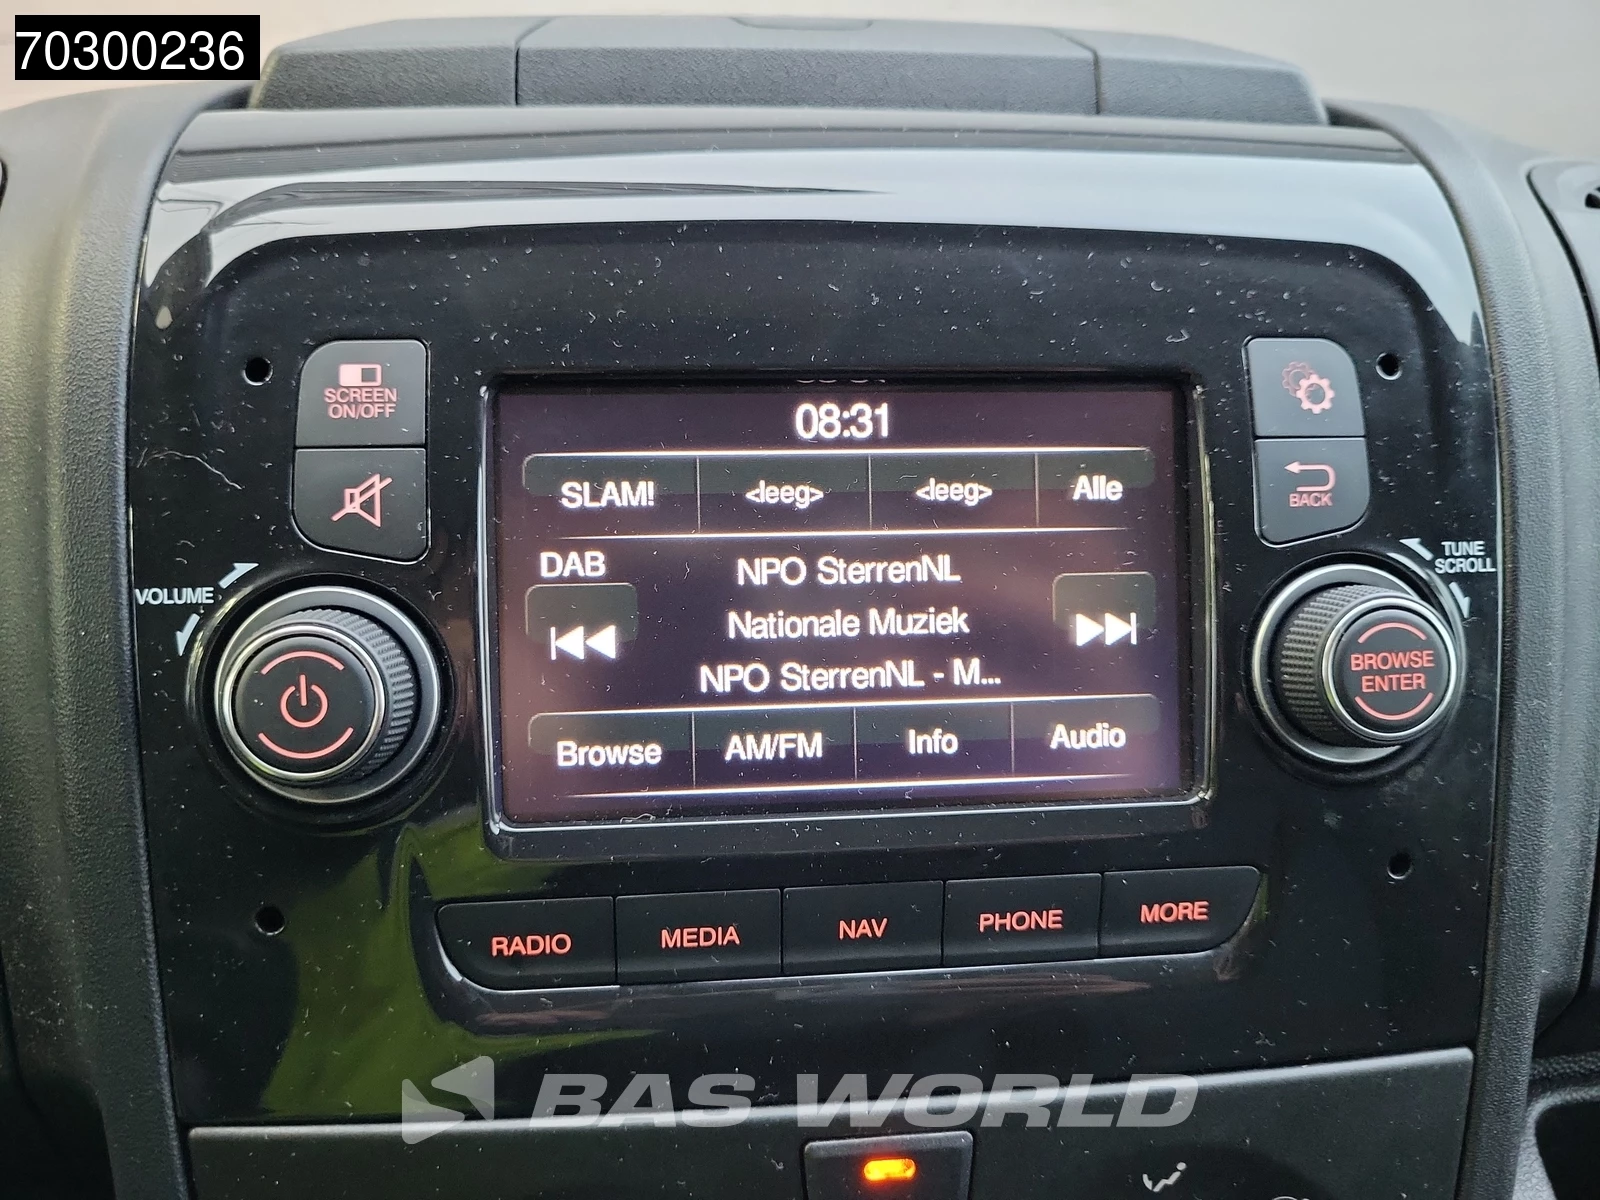 70300236
SCREEN
ON/OFF
08:31
SLAM! <leeg> <leeg> Alle
BACK
DAB
NPO SterrenNL
TUNE
SCROLL
VOLUME
Nationale Muziek
NPO SterrenNL - M...
BROWSE
ENTER
Browse AM/FM Info Audio
RADIO MEDIA NAV PHONE MORE
BAS WORLD